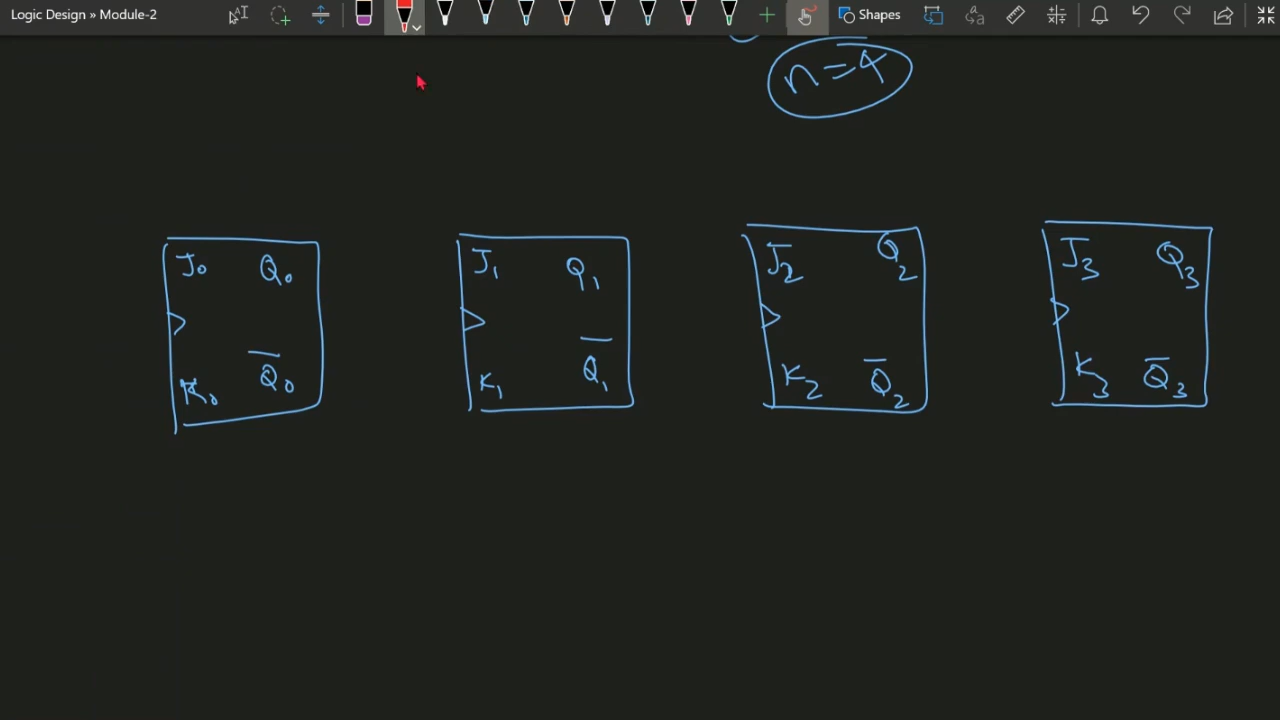 Logic Design » Module-2
Shapes
n=4
J₀ Q₀ J₁ Q₁ J₂ Q₂ J₃ Q₃
K₀ Q̅₀ K₁ Q̅₁ K₂ Q̅₂ K₃ Q̅₃